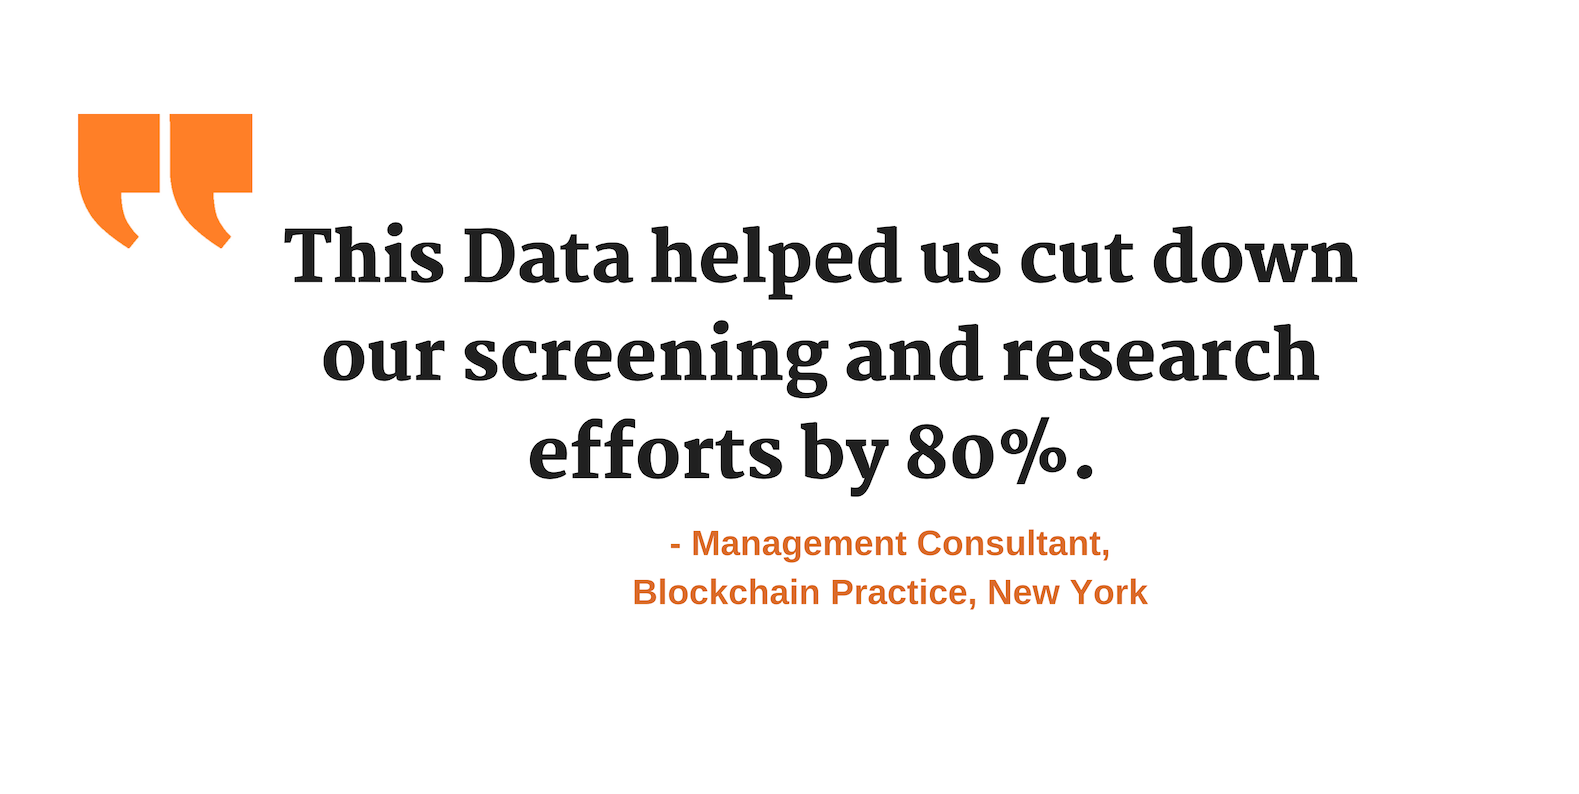 This Data helped us cut down
our screening and research
efforts by 80%.
- Management Consultant,
Blockchain Practice, New York